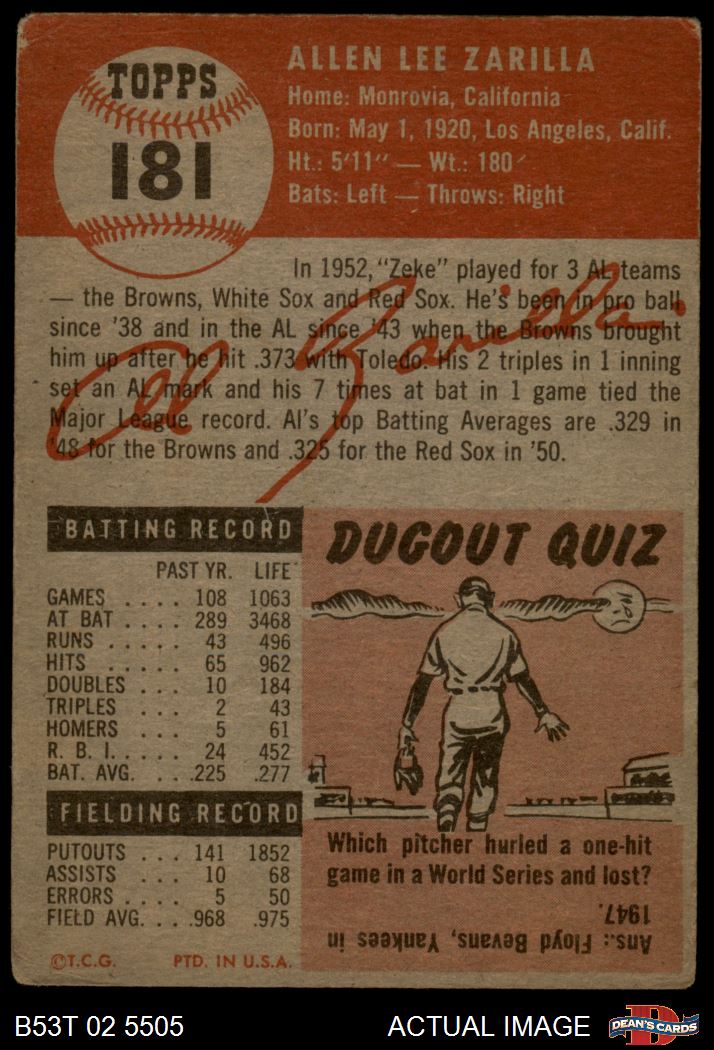 TOPPS
181
ALLEN LEE ZARILLA
Home: Monrovia, California
Born: May 1, 1920, Los Angeles, Calif.
Ht.: 5'11" — Wt.: 180
Bats: Left — Throws: Right
In 1952, "Zeke" played for 3 AL teams
— the Browns, White Sox and Red Sox. He's been in pro ball
since '38 and in the AL since '43 when the Browns brought
him up after he hit .373 with Toledo. His 2 triples in 1 inning
set an AL mark and his 7 times at bat in 1 game tied the
Major League record. Al's top Batting Averages are .329 in
'48 for the Browns and .325 for the Red Sox in '50.
Al Zarilla
BATTING RECORD
PAST YR. LIFE
GAMES .... 108 1063
AT BAT .... 289 3468
RUNS ..... 43 496
HITS ..... 65 962
DOUBLES ... 10 184
TRIPLES ... 2 43
HOMERS ... 5 61
R. B. I. .... 24 452
BAT. AVG. ... .225 .277
FIELDING RECORD
PUTOUTS ... 141 1852
ASSISTS ... 10 68
ERRORS .... 5 50
FIELD AVG. ... .968 .975
©T.C.G. PTD. IN U.S.A.
DUGOUT QUIZ
Which pitcher hurled a one-hit
game in a World Series and lost?
Ans.: Floyd Bevans, Yankees in
1947.
B53T 02 5505
ACTUAL IMAGE
DEAN'S CARDS